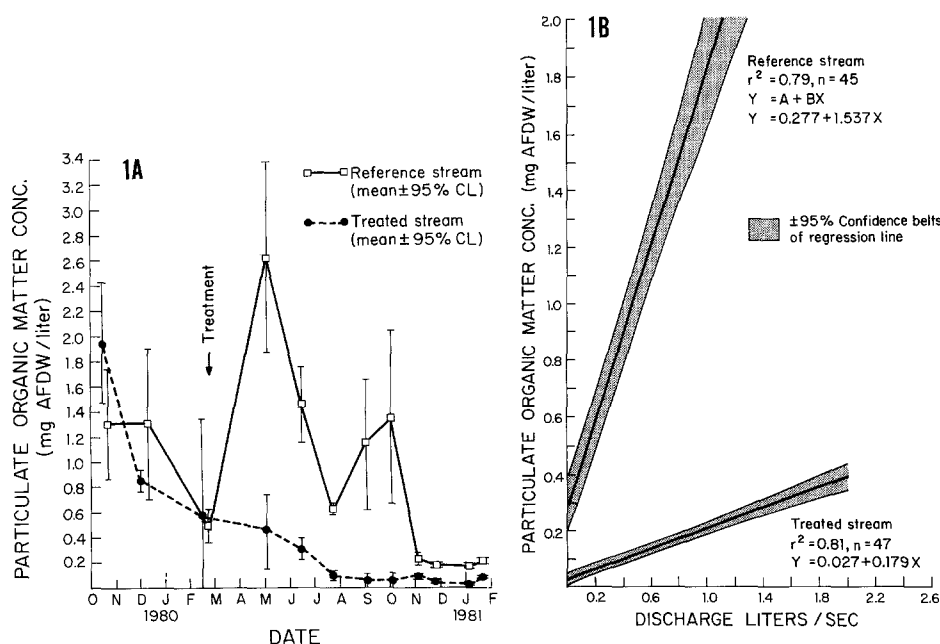 1A
PARTICULATE ORGANIC MATTER CONC.
(mg AFDW/liter)
3.4
3.2
3.0
2.8
2.6
2.4
2.2
2.0
1.8
1.6
1.4
1.2
1.0
0.8
0.6
0.4
0.2
Reference stream
(mean ± 95% CL)
Treated stream
(mean ± 95% CL)
Treatment
O N D J F M A M J J A S O N D J F
1980 1981
DATE
1B
PARTICULATE ORGANIC MATTER CONC. (mg AFDW/liter)
2.0
1.8
1.6
1.4
1.2
1.0
0.8
0.6
0.4
0.2
Reference stream
r² = 0.79, n = 45
Y = A + BX
Y = 0.277 + 1.537 X
±95% Confidence belts
of regression line
Treated stream
r² = 0.81, n = 47
Y = 0.027 + 0.179 X
0.2 0.6 1.0 1.4 1.8 2.2 2.6
DISCHARGE LITERS / SEC